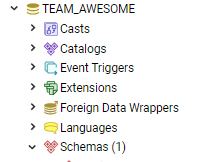 TEAM_AWESOME
Casts
Catalogs
Event Triggers
Extensions
Foreign Data Wrappers
Languages
Schemas (1)